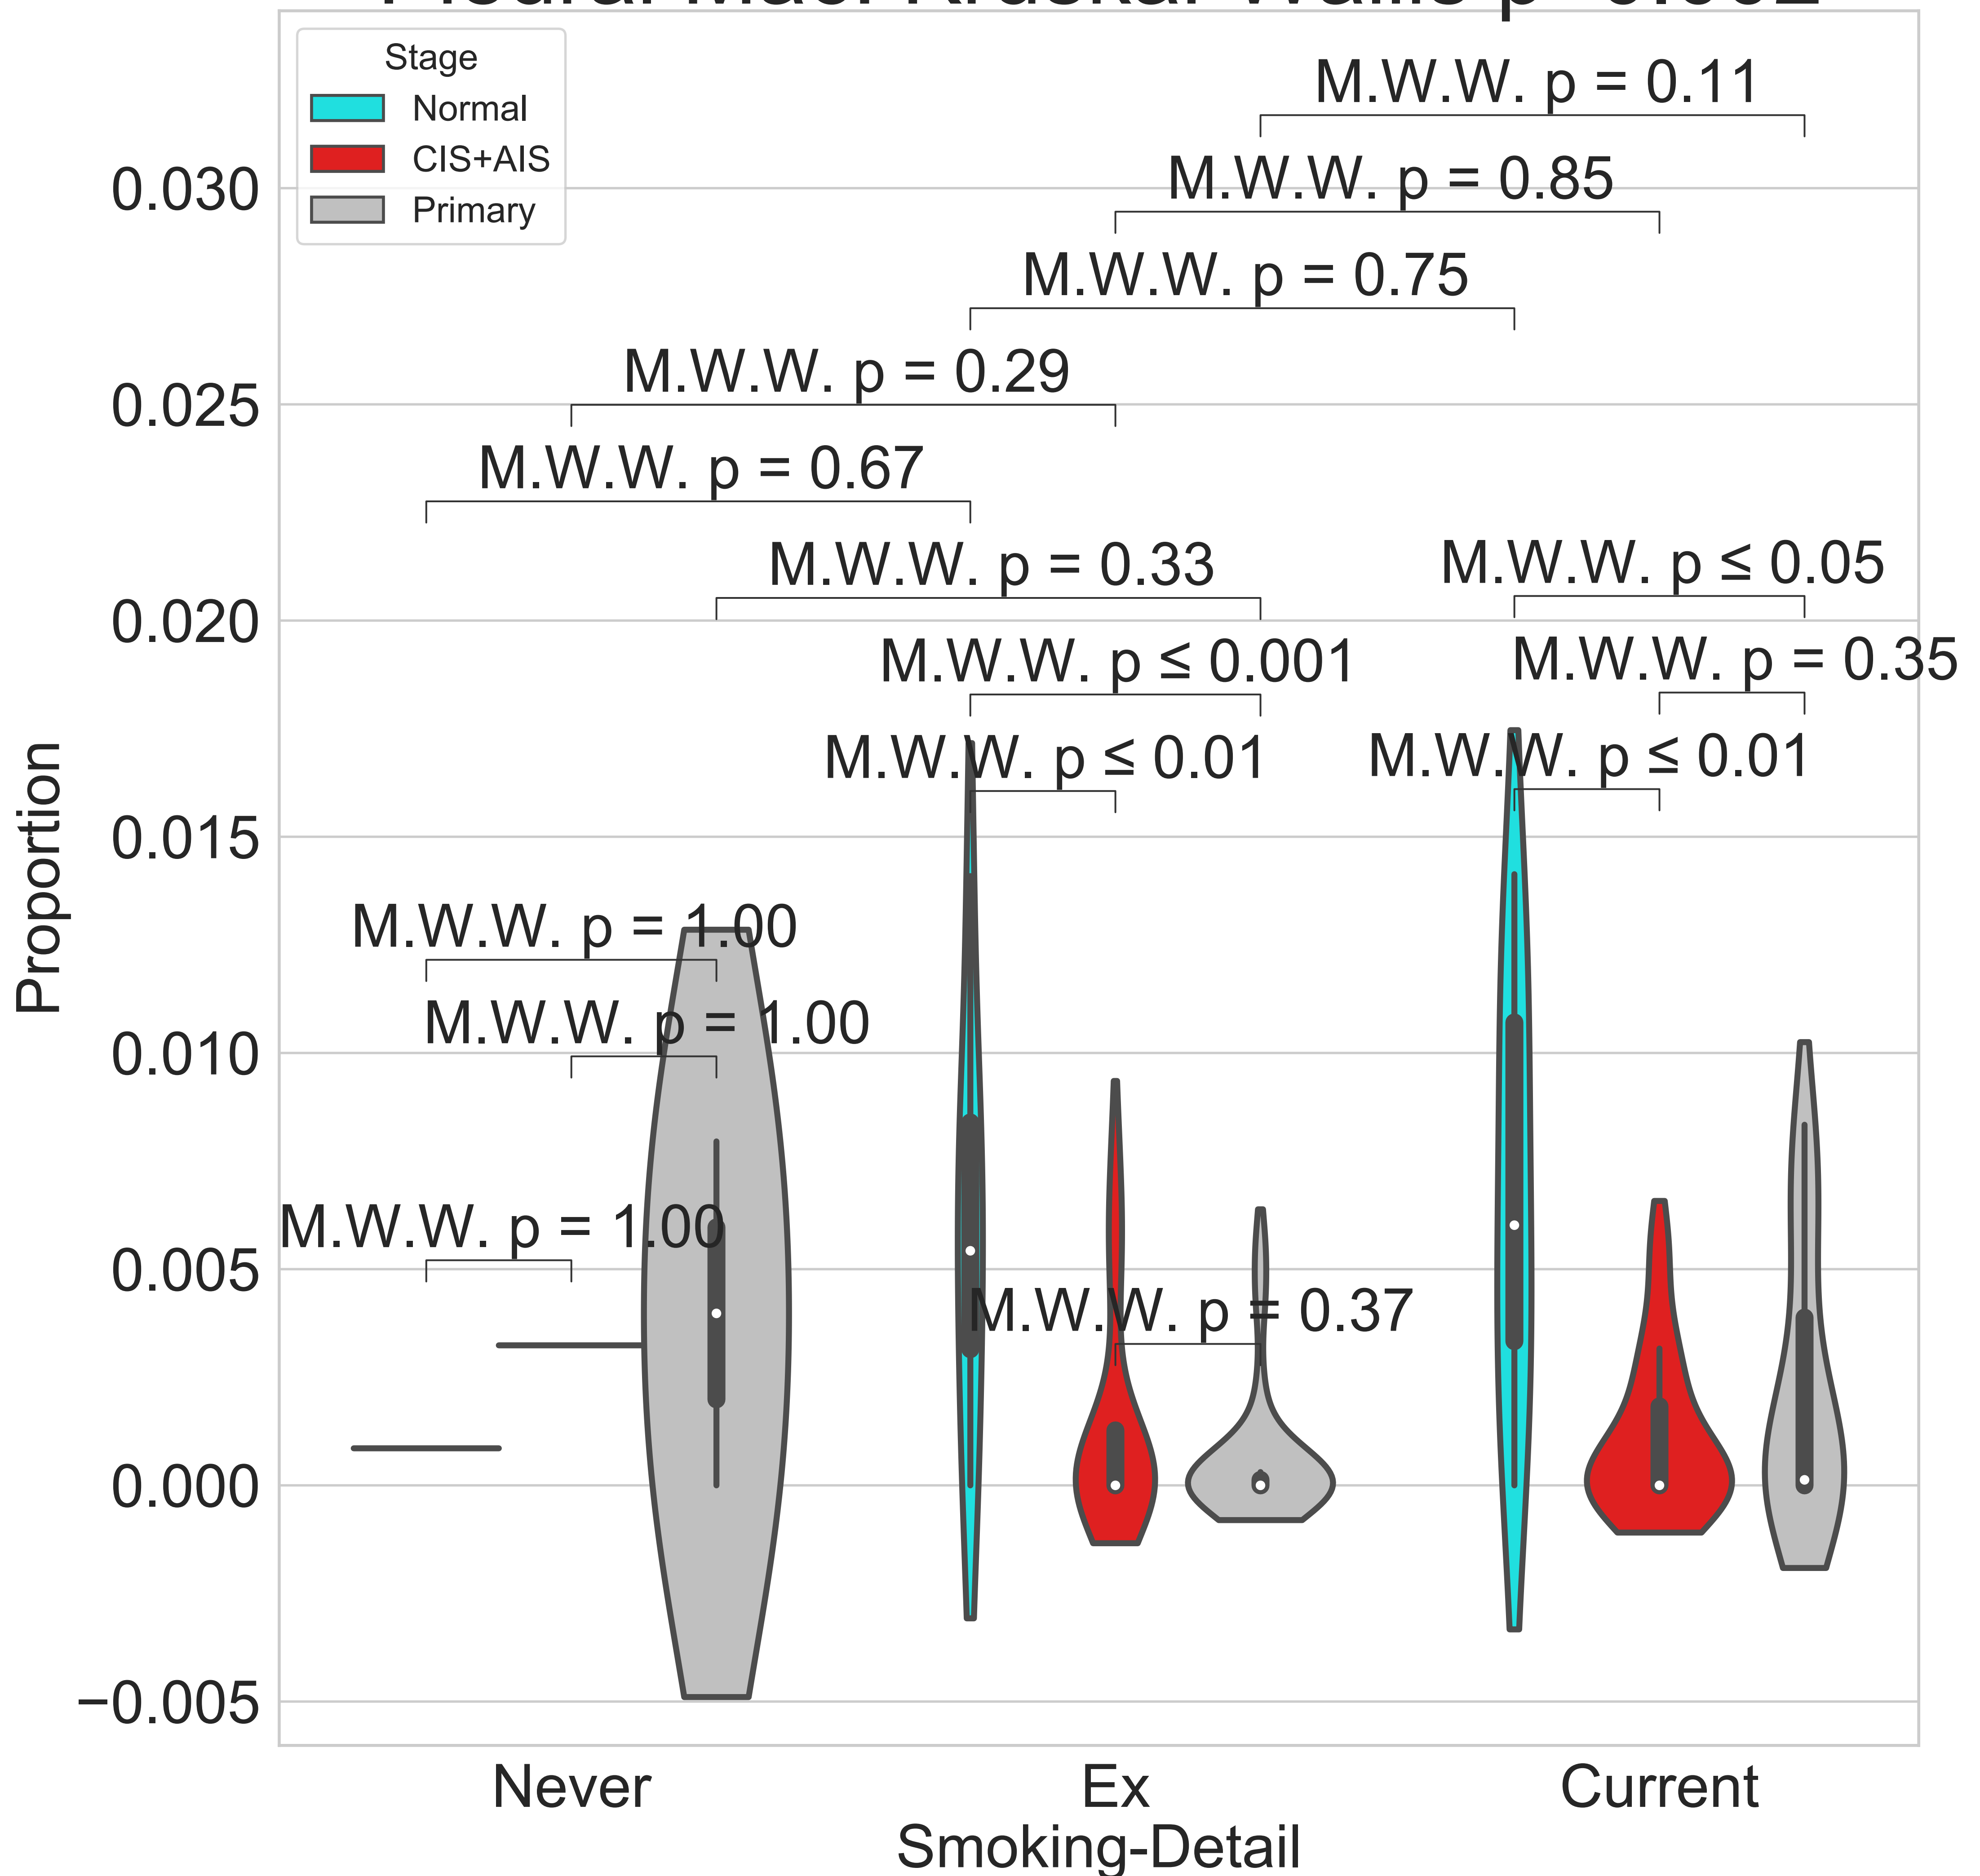 Stage
Normal
CIS+AIS
Primary
M.W.W. p = 0.11
M.W.W. p = 0.85
M.W.W. p = 0.75
M.W.W. p = 0.29
M.W.W. p = 0.67
M.W.W. p = 0.33
M.W.W. p ≤ 0.05
M.W.W. p ≤ 0.001
M.W.W. p = 0.35
M.W.W. p ≤ 0.01
M.W.W. p ≤ 0.01
M.W.W. p = 1.00
M.W.W. p = 1.00
M.W.W. p = 1.00
M.W.W. p = 0.37
0.030
0.025
0.020
0.015
0.010
0.005
0.000
−0.005
Proportion
Never
Ex
Current
Smoking-Detail